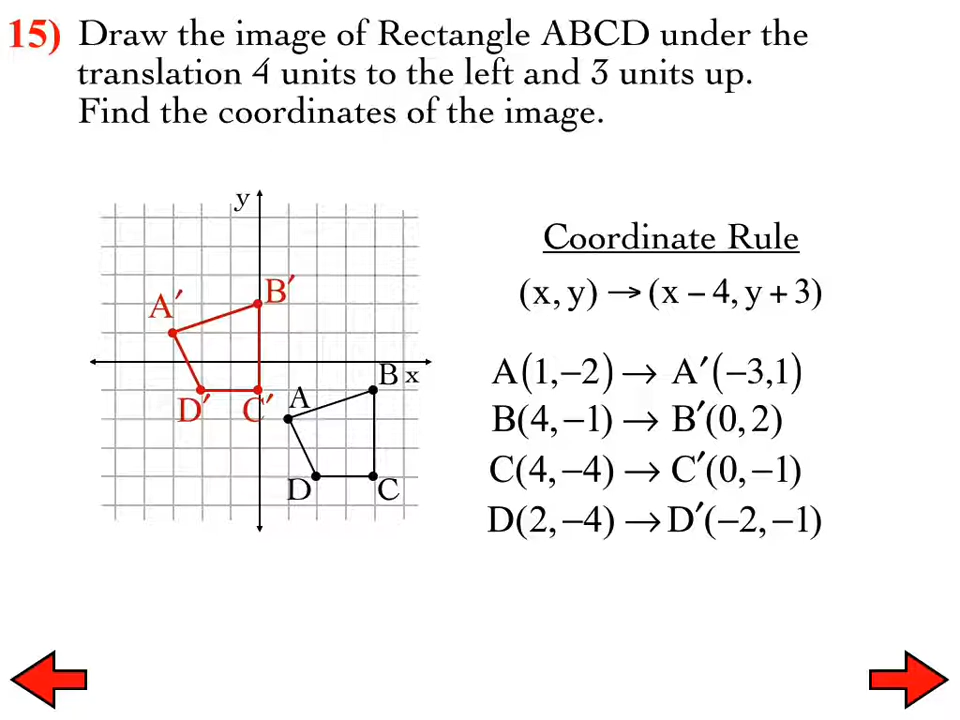 15) Draw the image of Rectangle ABCD under the
translation 4 units to the left and 3 units up.
Find the coordinates of the image.
y
Coordinate Rule
(x, y) → (x − 4, y + 3)
B′
A′
B x
A
D′ C′
D C
A(1,−2) → A′(−3,1)
B(4,−1) → B′(0,2)
C(4,−4) → C′(0,−1)
D(2,−4) → D′(−2,−1)